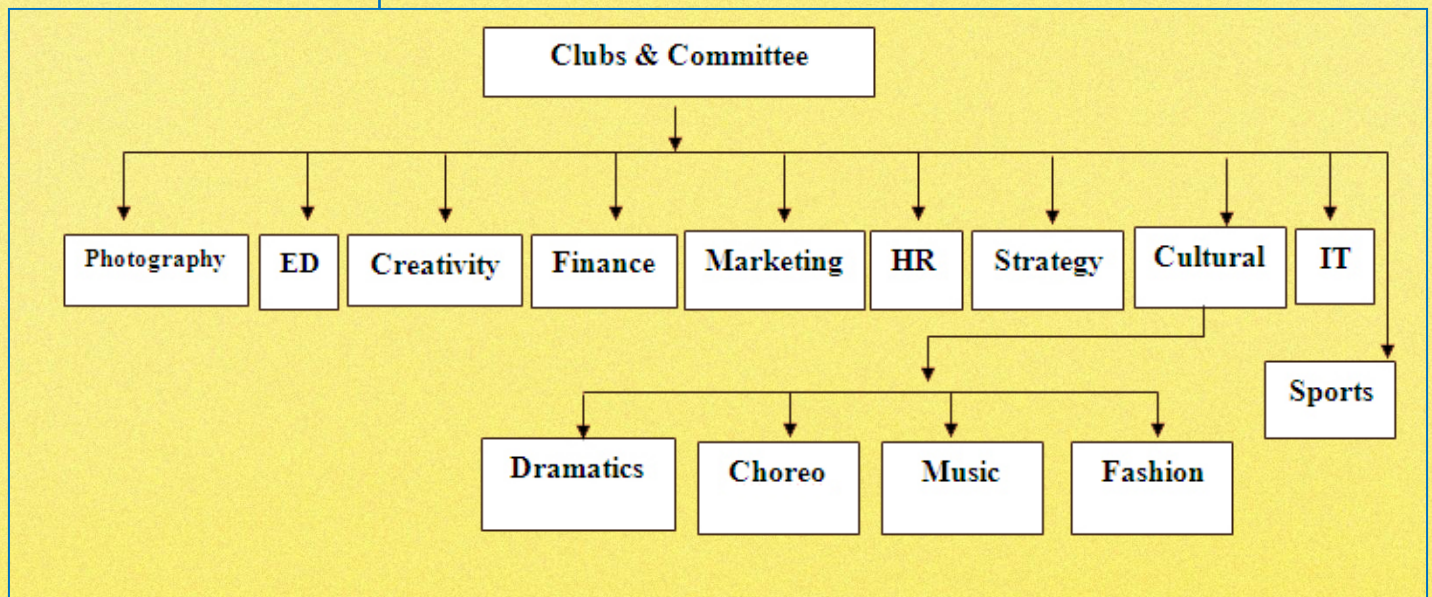 Clubs & Committee
Photography
ED
Creativity
Finance
Marketing
HR
Strategy
Cultural
IT
Sports
Dramatics
Choreo
Music
Fashion